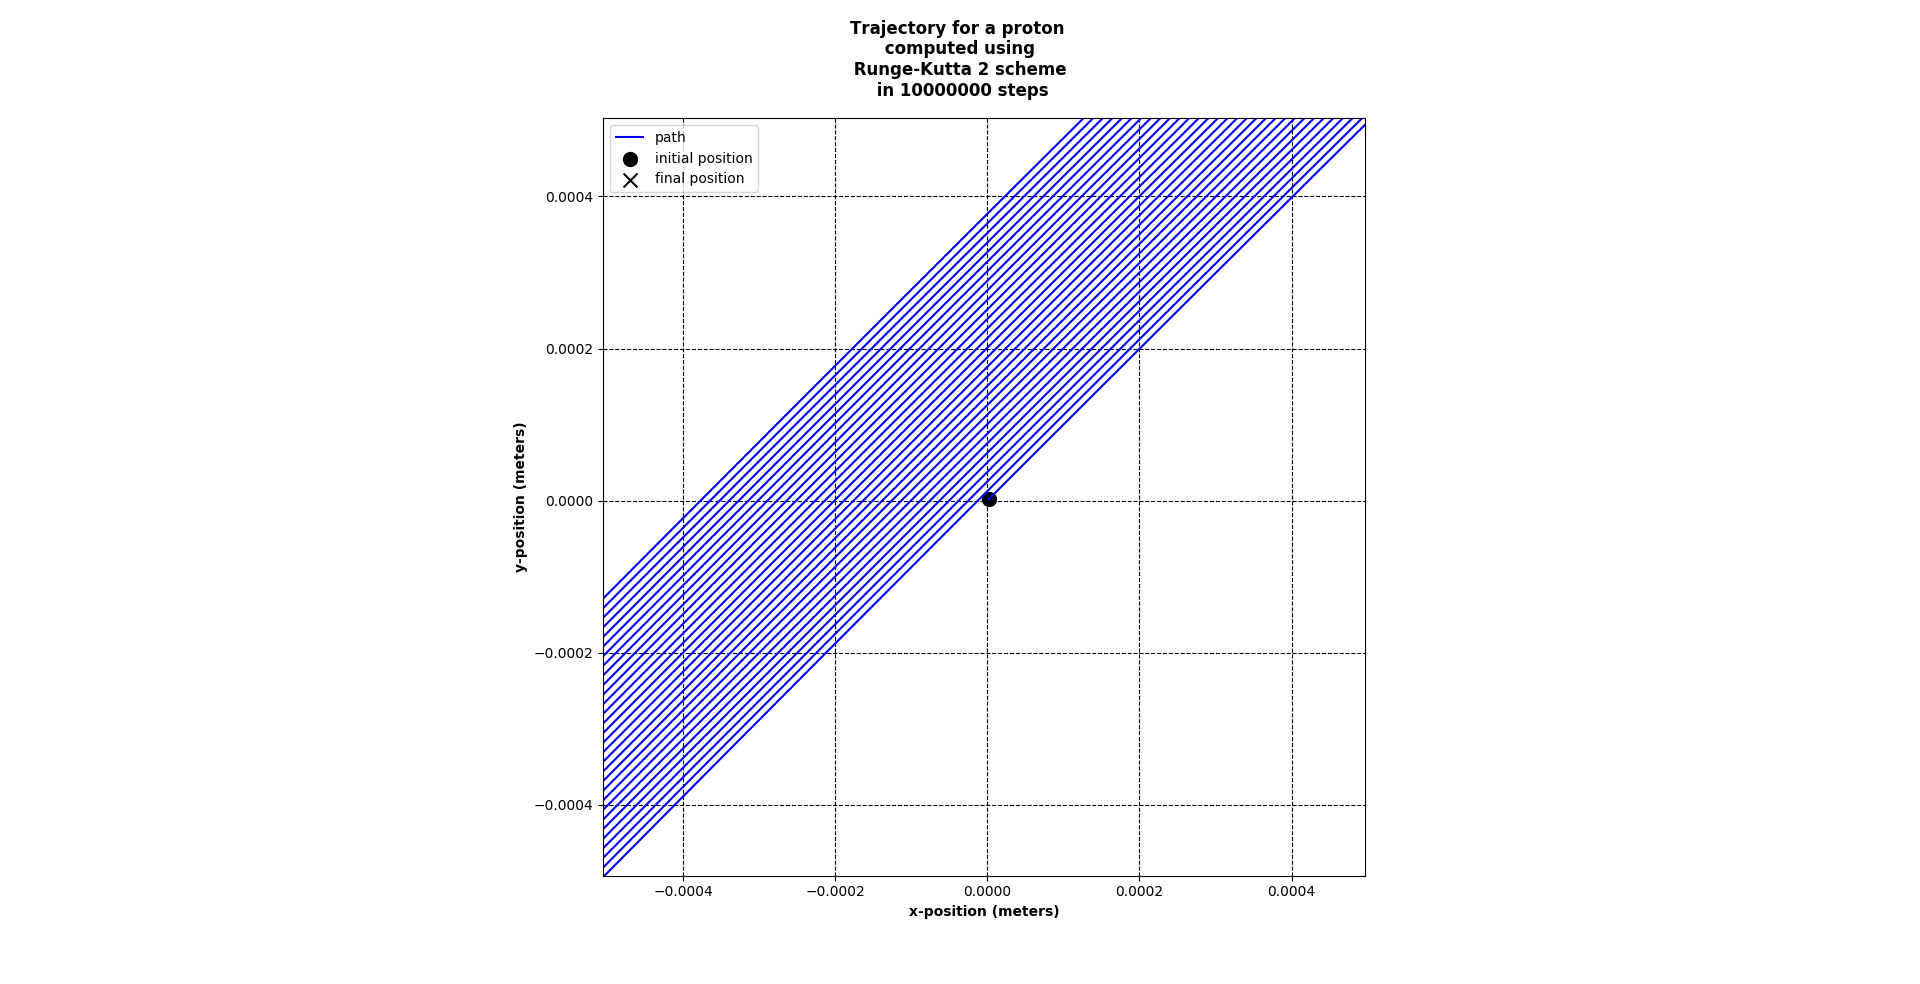 Trajectory for a proton
computed using
Runge-Kutta 2 scheme
in 10000000 steps
path
initial position
final position
0.0004
0.0002
0.0000
−0.0002
−0.0004
y-position (meters)
−0.0004 −0.0002 0.0000 0.0002 0.0004
x-position (meters)